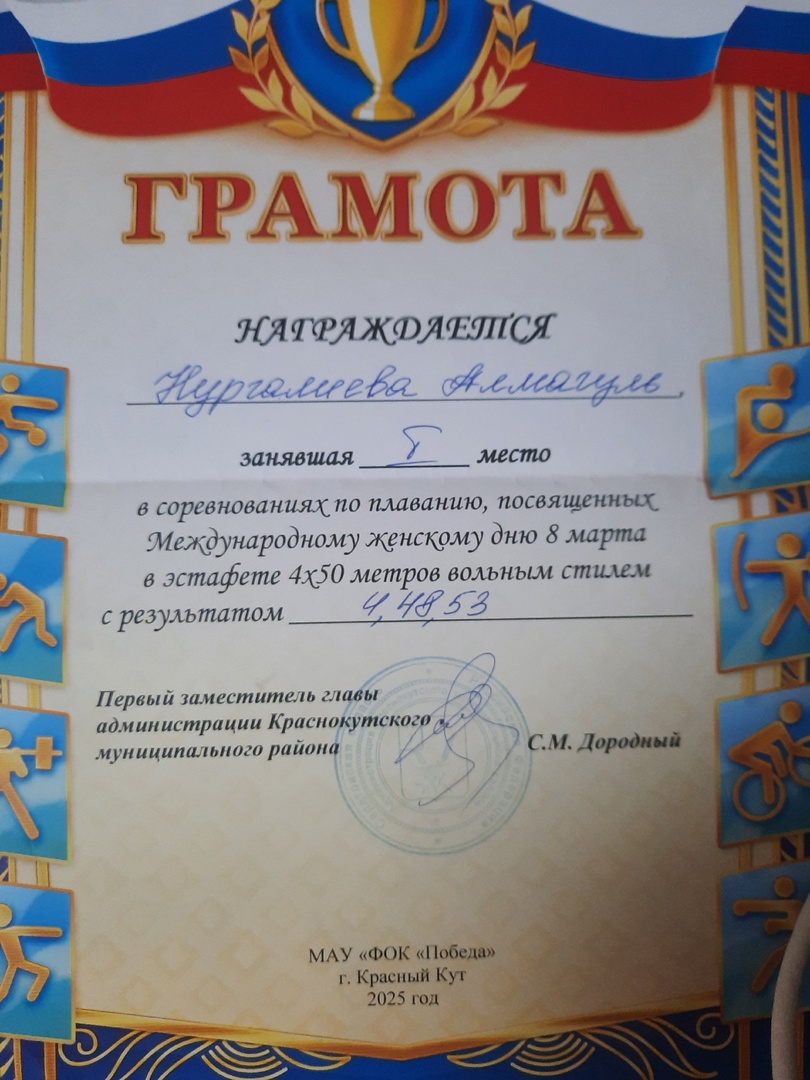 ГРАМОТА
НАГРАЖДАЕТСЯ
Нургалиева Алмагуль,
занявшая I место
в соревнованиях по плаванию, посвященных
Международному женскому дню 8 марта
в эстафете 4х50 метров вольным стилем
с результатом 4,48,53
Первый заместитель главы
администрации Краснокутского
муниципального района
С.М. Дородный
МАУ «ФОК «Победа»
г. Красный Кут
2025 год